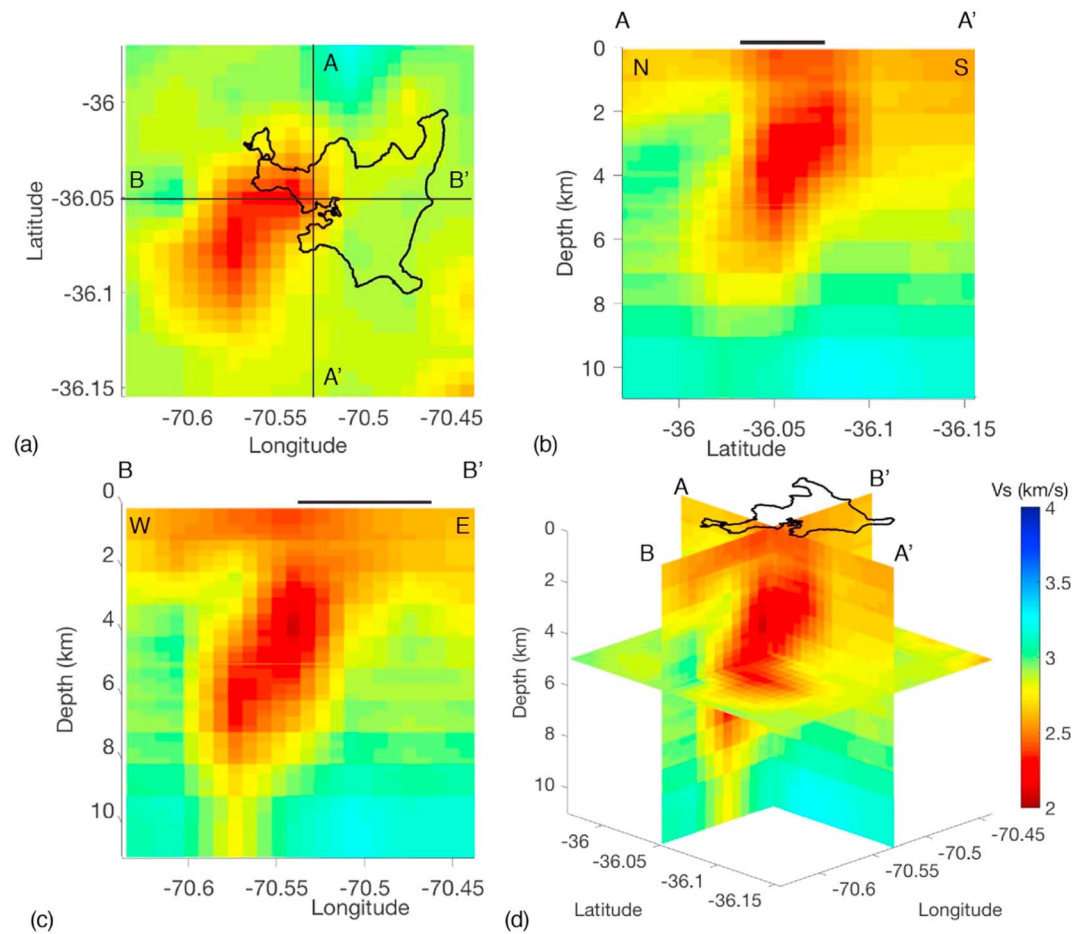 A
-36
B
B'
-36.05
Latitude
-36.1
A'
-36.15
-70.6 -70.55 -70.5 -70.45
(a) Longitude
A A'
0
N S
2
4
Depth (km)
6
8
10
-36 -36.05 -36.1 -36.15
(b) Latitude
B B'
0
W E
2
4
Depth (km)
6
8
10
-70.6 -70.55 -70.5 -70.45
(c) Longitude
B'
A Vs (km/s)
0 4
B A'
2 3.5
4
Depth (km)
3
6
8 2.5
10
2
-36 -36.05 -36.1 -36.15
-70.6 -70.55 -70.5 -70.45
Latitude Longitude
(d)